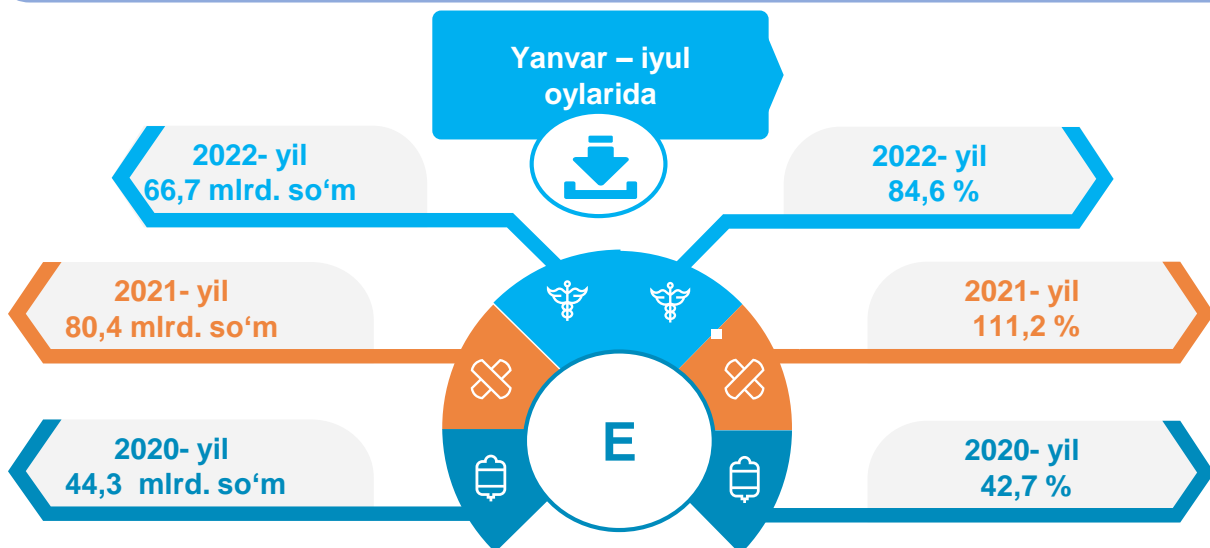 Yanvar – iyul
oylarida
2022- yil
66,7 mlrd. so‘m
2022- yil
84,6 %
2021- yil
80,4 mlrd. so‘m
2021- yil
111,2 %
2020- yil
44,3 mlrd. so‘m
2020- yil
42,7 %
E